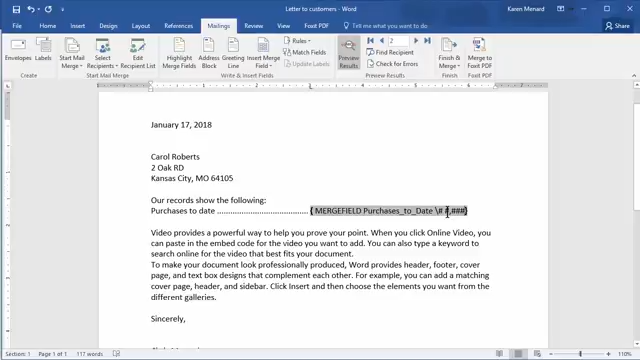 Letter to customers - Word
Karen Menard
File Home Insert Design Layout References Mailings Review View Foxit PDF Tell me what you want to do Share
Envelopes Labels Start Mail Merge Select Recipients Edit Recipient List Highlight Merge Fields Address Block Greeting Line Insert Merge Field Rules Match Fields Update Labels Preview Results 2 Find Recipient Check for Errors Finish & Merge Merge to Foxit PDF
Create Start Mail Merge Write & Insert Fields Preview Results Finish Foxit PDF
January 17, 2018
Carol Roberts
2 Oak RD
Kansas City, MO 64105
Our records show the following:
Purchases to date ........................................ { MERGEFIELD Purchases_to_Date \# #,###}
Video provides a powerful way to help you prove your point. When you click Online Video, you
can paste in the embed code for the video you want to add. You can also type a keyword to
search online for the video that best fits your document.
To make your document look professionally produced, Word provides header, footer, cover
page, and text box designs that complement each other. For example, you can add a matching
cover page, header, and sidebar. Click Insert and then choose the elements you want from the
different galleries.
Sincerely,
Section: 1 Page 1 of 1 117 words 110%